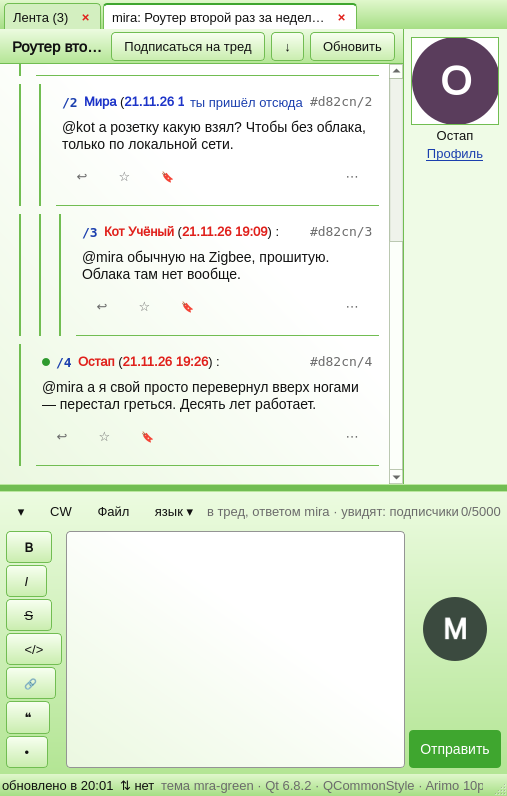 Лента (3) ×
mira: Роутер второй раз за недел… ×
Роутер вто… Подписаться на тред ↓ Обновить
/2 Мира (21.11.26 1 ты пришёл отсюда #d82cn/2
@kot а розетку какую взял? Чтобы без облака,
только по локальной сети.
↩ ☆ 🔖 ···
/3 Кот Учёный (21.11.26 19:09) : #d82cn/3
@mira обычную на Zigbee, прошитую.
Облака там нет вообще.
↩ ☆ 🔖 ···
/4 Остап (21.11.26 19:26) : #d82cn/4
@mira а я свой просто перевернул вверх ногами
— перестал греться. Десять лет работает.
↩ ☆ 🔖 ···
О
Остап
Профиль
▾ CW Файл язык ▾ в тред, ответом mira · увидят: подписчики 0/5000
B
I
S
</>
🔗
❝
•
М
Отправить
обновлено в 20:01 ⇅ нет тема mra-green · Qt 6.8.2 · QCommonStyle · Arimo 10p